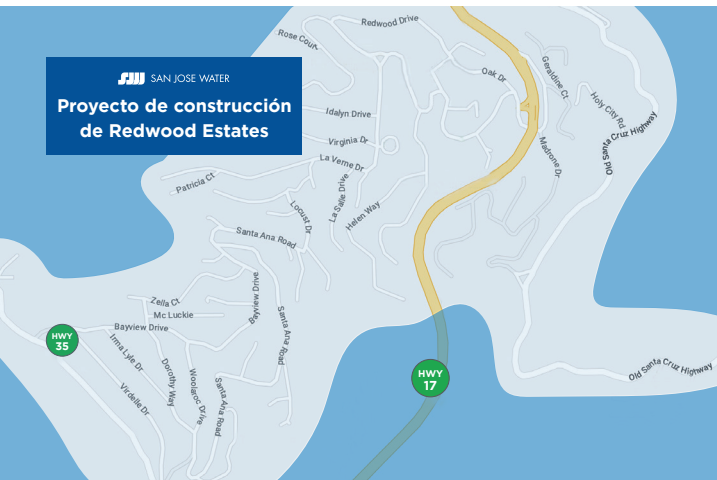 Redwood Drive
Rose Court
SJW SAN JOSE WATER
Proyecto de construcción
de Redwood Estates
Oak Dr
Geraldine Ct
Holy City Rd
Old Santa Cruz Highway
Idalyn Drive
Virginia Dr
Madrone Dr
La Verne Dr
Patricia Ct
La Salle Drive
Locust Dr
Helen Way
Santa Ana Road
Bayview Drive
Zella Ct
Mc Luckie
Bayview Drive
Santa Ana Road
HWY
35
Irma Lyle Dr
Dorothy Way
Woolaroc Drive
Santa Ana Road
Virdelle Dr
HWY
17
Old Santa Cruz Highway